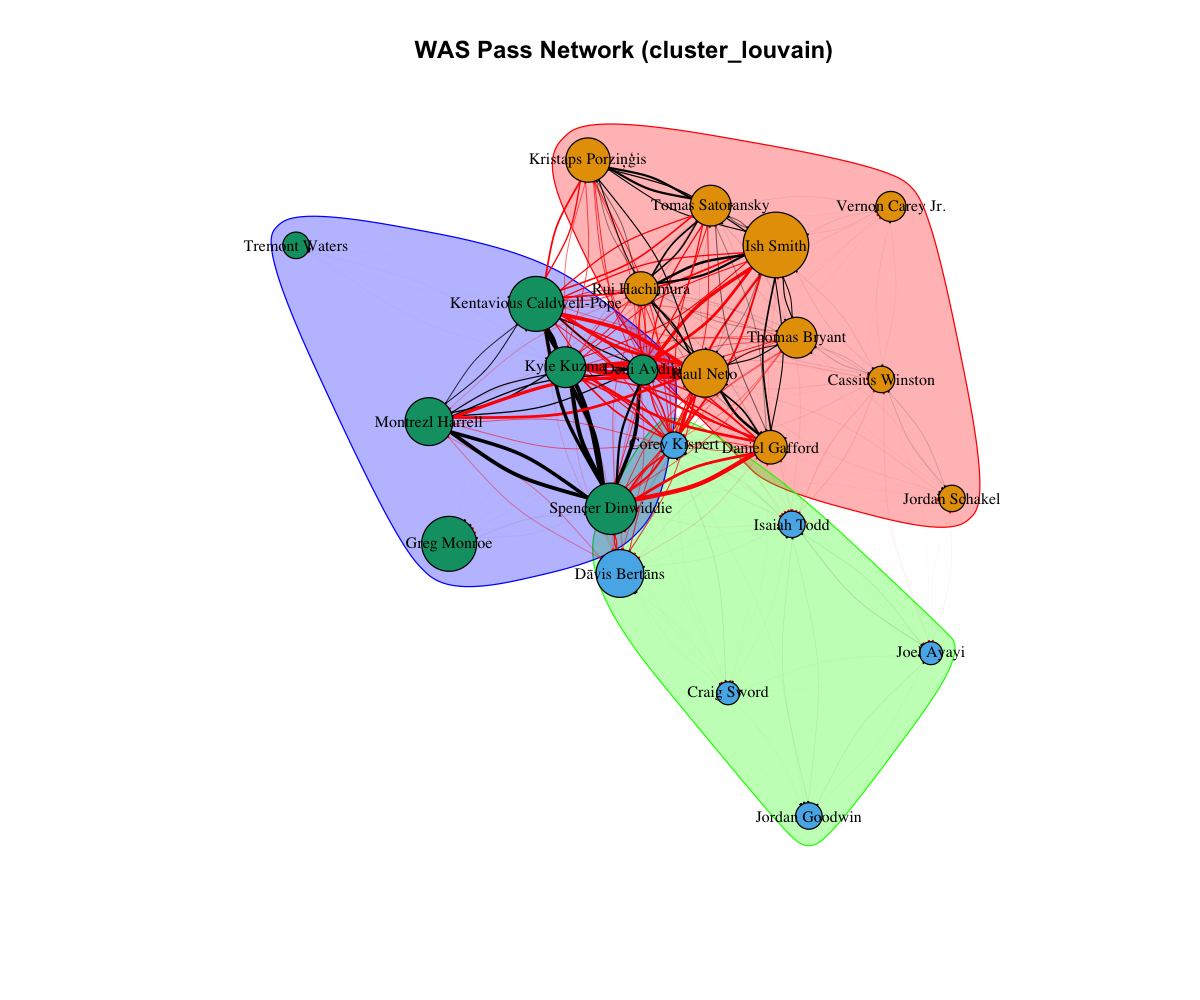 WAS Pass Network (cluster_louvain)
Kristaps Porziņģis
Tomas Satoransky
Vernon Carey Jr.
Tremont Waters
Ish Smith
Rui Hachimura
Kentavious Caldwell-Pope
Thomas Bryant
Kyle Kuzma
Raul Neto
Cassius Winston
Montrezl Harrell
Corey Kispert
Daniel Gafford
Jordan Schakel
Spencer Dinwiddie
Isaiah Todd
Greg Monroe
Dāvis Bertāns
Joel Ayayi
Craig Sword
Jordan Goodwin